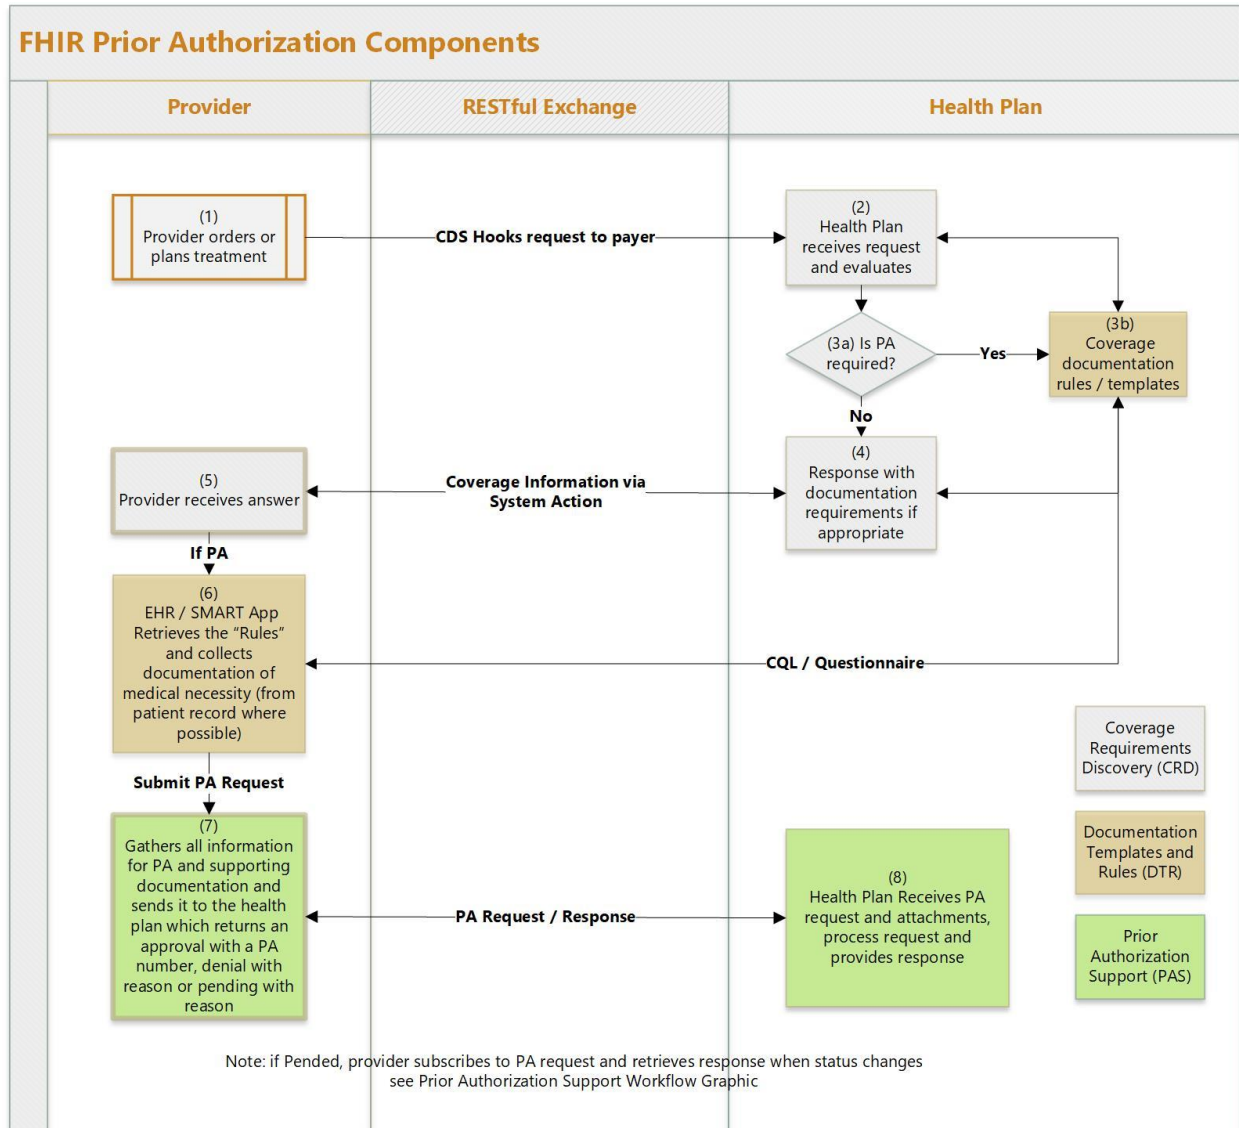 FHIR Prior Authorization Components
Provider
RESTful Exchange
Health Plan
(1)
Provider orders or
plans treatment
CDS Hooks request to payer
(2)
Health Plan
receives request
and evaluates
(3a) Is PA
required?
Yes
(3b)
Coverage
documentation
rules / templates
No
(4)
Response with
documentation
requirements if
appropriate
Coverage Information via
System Action
(5)
Provider receives answer
If PA
(6)
EHR / SMART App
Retrieves the “Rules”
and collects
documentation of
medical necessity (from
patient record where
possible)
CQL / Questionnaire
Submit PA Request
(7)
Gathers all information
for PA and supporting
documentation and
sends it to the health
plan which returns an
approval with a PA
number, denial with
reason or pending with
reason
PA Request / Response
(8)
Health Plan Receives PA
request and attachments,
process request and
provides response
Coverage
Requirements
Discovery (CRD)
Documentation
Templates and
Rules (DTR)
Prior
Authorization
Support (PAS)
Note: if Pended, provider subscribes to PA request and retrieves response when status changes
see Prior Authorization Support Workflow Graphic